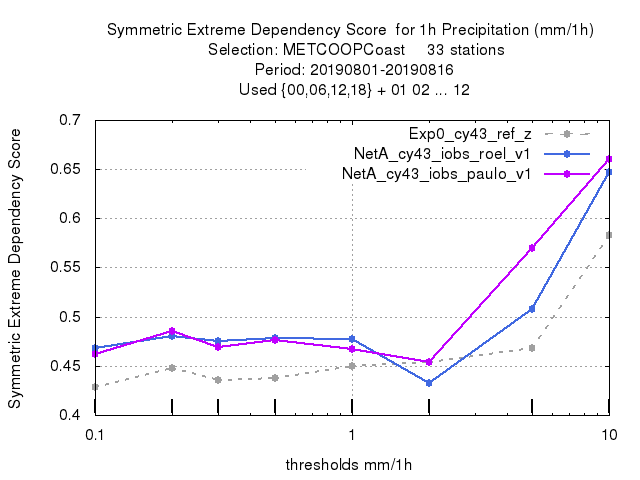 Symmetric Extreme Dependency Score  for 1h Precipitation (mm/1h)
Selection: METCOOPCoast     33 stations
Period: 20190801-20190816
Used {00,06,12,18} + 01 02 ... 12
Symmetric Extreme Dependency Score
0.7
0.65
0.6
0.55
0.5
0.45
0.4
Exp0_cy43_ref_z
NetA_cy43_iobs_roel_v1
NetA_cy43_iobs_paulo_v1
0.1
1
10
thresholds mm/1h